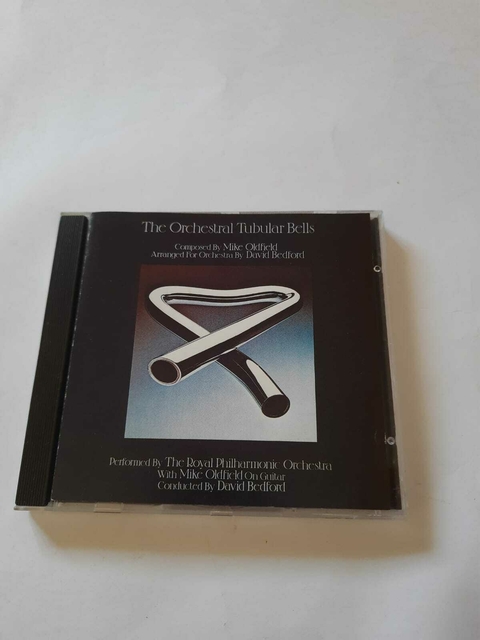 The Orchestral Tubular Bells
Composed By Mike Oldfield
Arranged For Orchestra By David Bedford
Performed By The Royal Philharmonic Orchestra
With Mike Oldfield On Guitar
Conducted By David Bedford